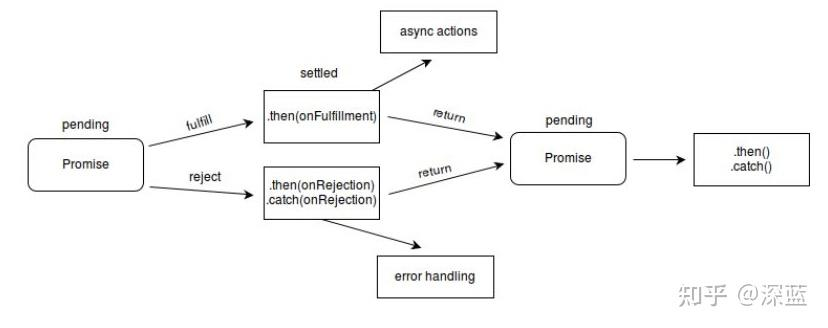 async actions
settled
.then(onFulfillment)
pending
Promise
fulfill
reject
.then(onRejection)
.catch(onRejection)
return
return
error handling
pending
Promise
.then()
.catch()
知乎 @深蓝